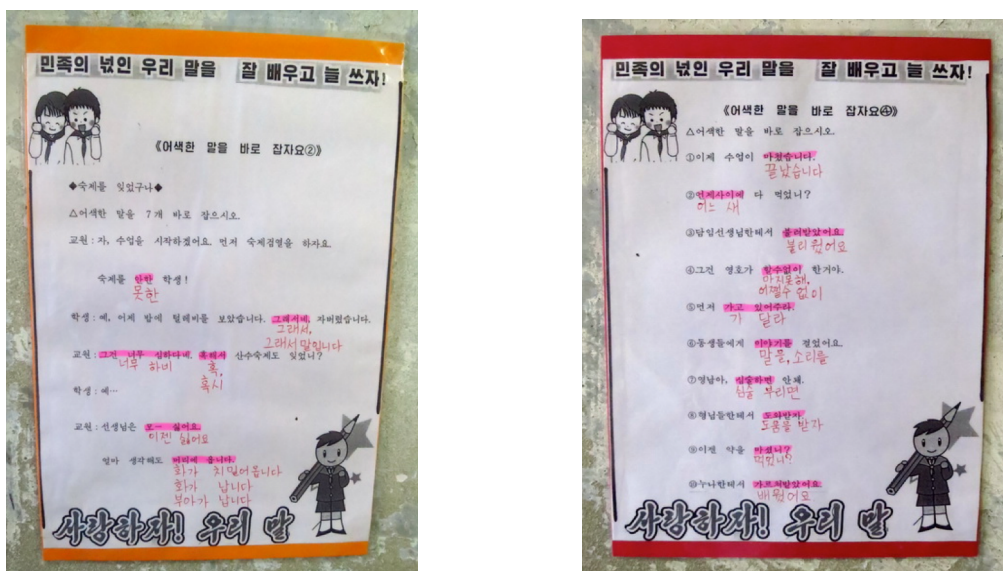 민족의 넋인 우리 말을 잘 배우고 늘 쓰자!
《어색한 말을 바로 잡자요②》
◆숙제를 잊었구나◆
△어색한 말을 7개 바로 잡으시오.
교원:자, 수업을 시작하겠어요. 먼저 숙제검열을 하자요.
숙제를 안한 학생!
못한
학생:예, 어제 밤에 텔레비를 보았습니다. 그래서네, 자버렸습니다.
그래서,
그래서 말입니다
교원:그건 너무 심하다네. 혹해서 산수숙제도 잊었니?
너무 하네 혹,
혹시
학생:예…
교원:선생님은 모ー 싫어요.
이젠 싫어요
얼마 생각해도 머리에 옵니다.
화가 치밀어옵니다
화가 납니다
부아가 납니다
사랑하자! 우리 말
민족의 넋인 우리 말을 잘 배우고 늘 쓰자!
《어색한 말을 바로 잡자요④》
△어색한 말을 바로 잡으시오.
①이제 수업이 마쳤습니다.
끝났습니다
②언제사이에 다 먹었니?
어느 새
③담임선생님한테서 불러받았어요.
불리웠어요
④그건 영호가 할수없이 한거야.
마지못해,
어쩔수 없이
⑤먼저 가고 있어주라.
가 달라
⑥동생들에게 이야기를 걸었어요.
말을, 소리를
⑦영남아, 심술하면 안돼.
심술 부리면
⑧형님들한테서 도와받자.
도움을 받자
⑨이젠 약을 마셨니?
먹었니?
⑩누나한테서 가르쳐받았어요.
배웠어요
사랑하자! 우리 말